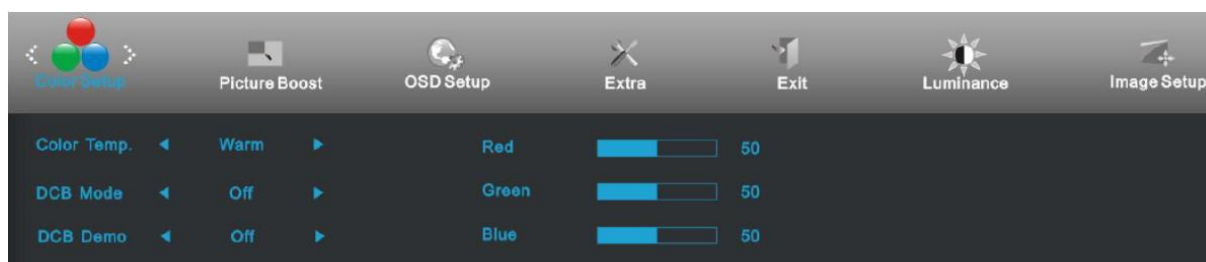 Color Setup
Picture Boost
OSD Setup
Extra
Exit
Luminance
Image Setup
Color Temp. Warm Red 50
DCB Mode Off Green 50
DCB Demo Off Blue 50